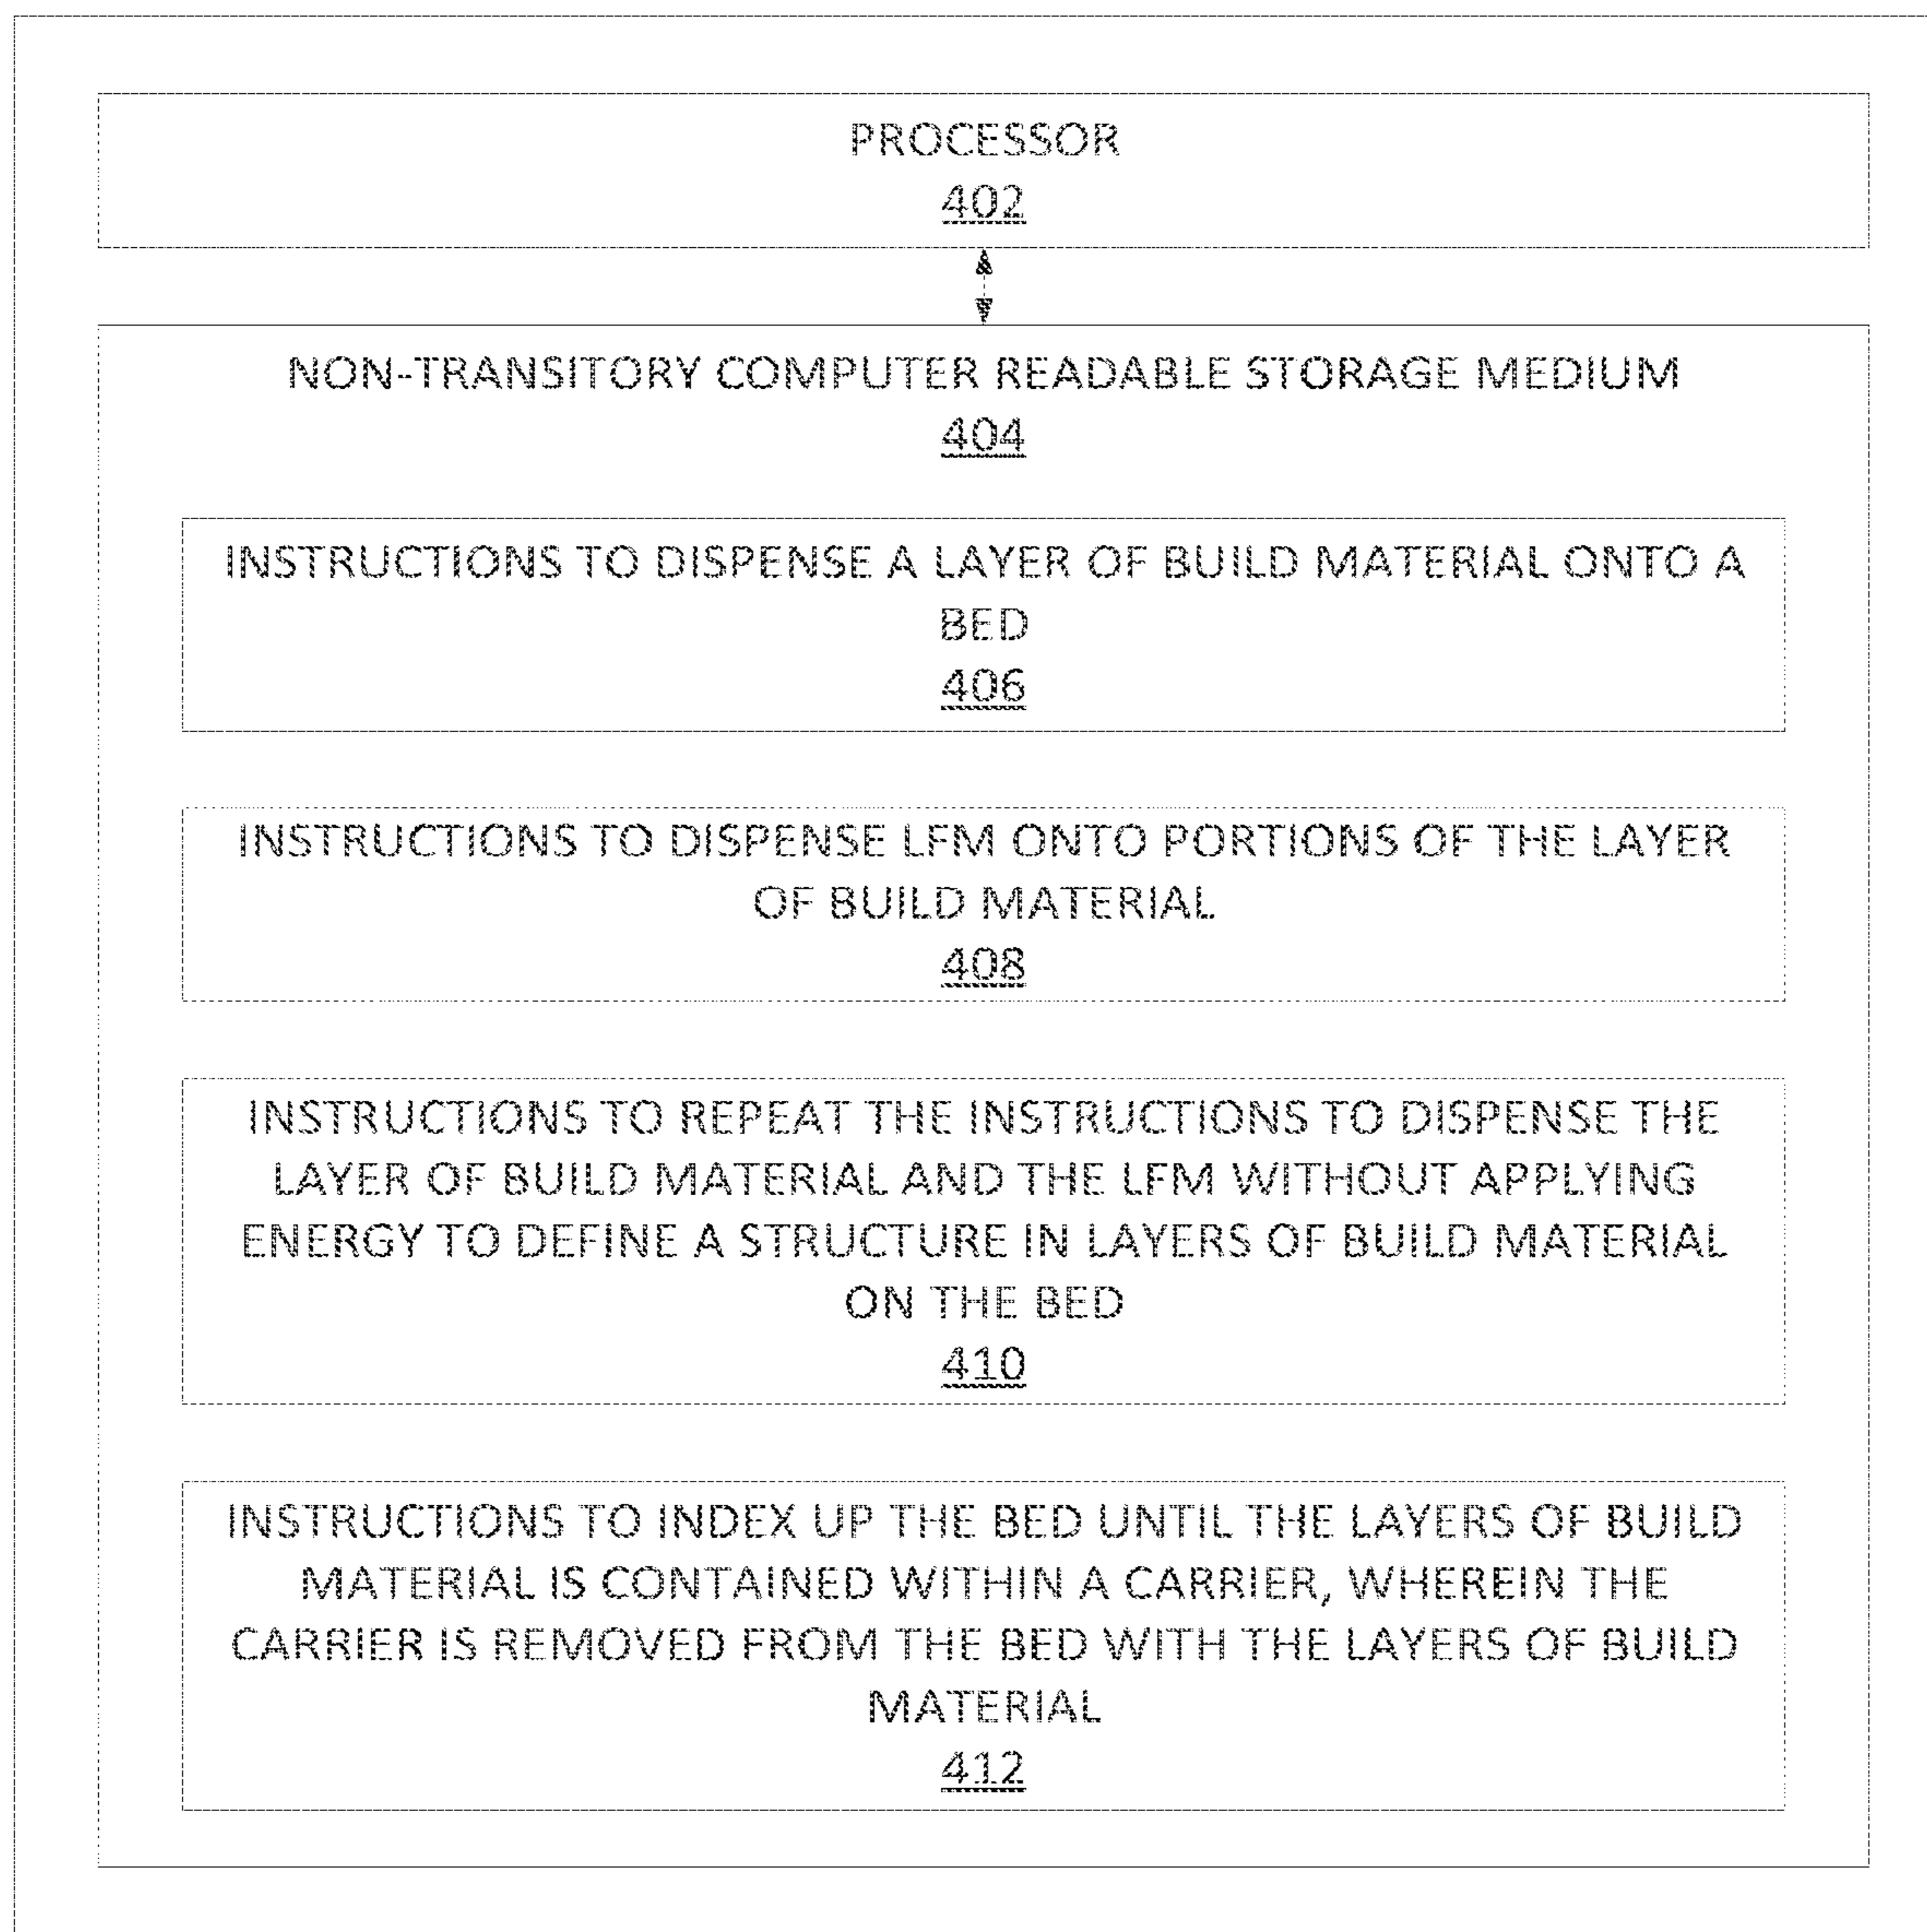 PROCESSOR
402
NON-TRANSITORY COMPUTER READABLE STORAGE MEDIUM
404
INSTRUCTIONS TO DISPENSE A LAYER OF BUILD MATERIAL ONTO A
BED
406
INSTRUCTIONS TO DISPENSE LFM ONTO PORTIONS OF THE LAYER
OF BUILD MATERIAL
408
INSTRUCTIONS TO REPEAT THE INSTRUCTIONS TO DISPENSE THE
LAYER OF BUILD MATERIAL AND THE LFM WITHOUT APPLYING
ENERGY TO DEFINE A STRUCTURE IN LAYERS OF BUILD MATERIAL
ON THE BED
410
INSTRUCTIONS TO INDEX UP THE BED UNTIL THE LAYERS OF BUILD
MATERIAL IS CONTAINED WITHIN A CARRIER, WHEREIN THE
CARRIER IS REMOVED FROM THE BED WITH THE LAYERS OF BUILD
MATERIAL
412